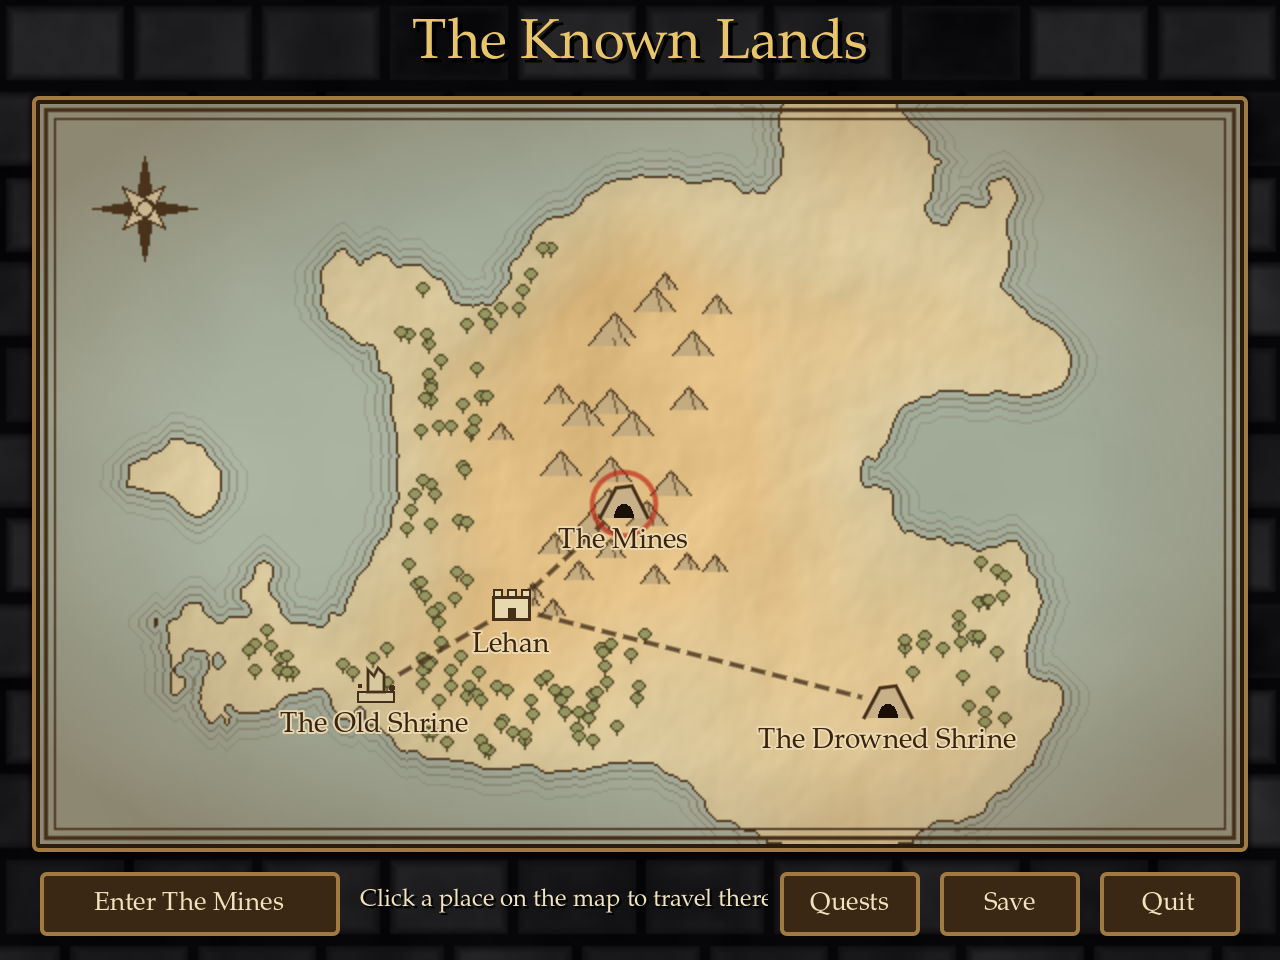 The Known Lands
The Mines
Lehan
The Old Shrine
The Drowned Shrine
Enter The Mines
Click a place on the map to travel there
Quests
Save
Quit